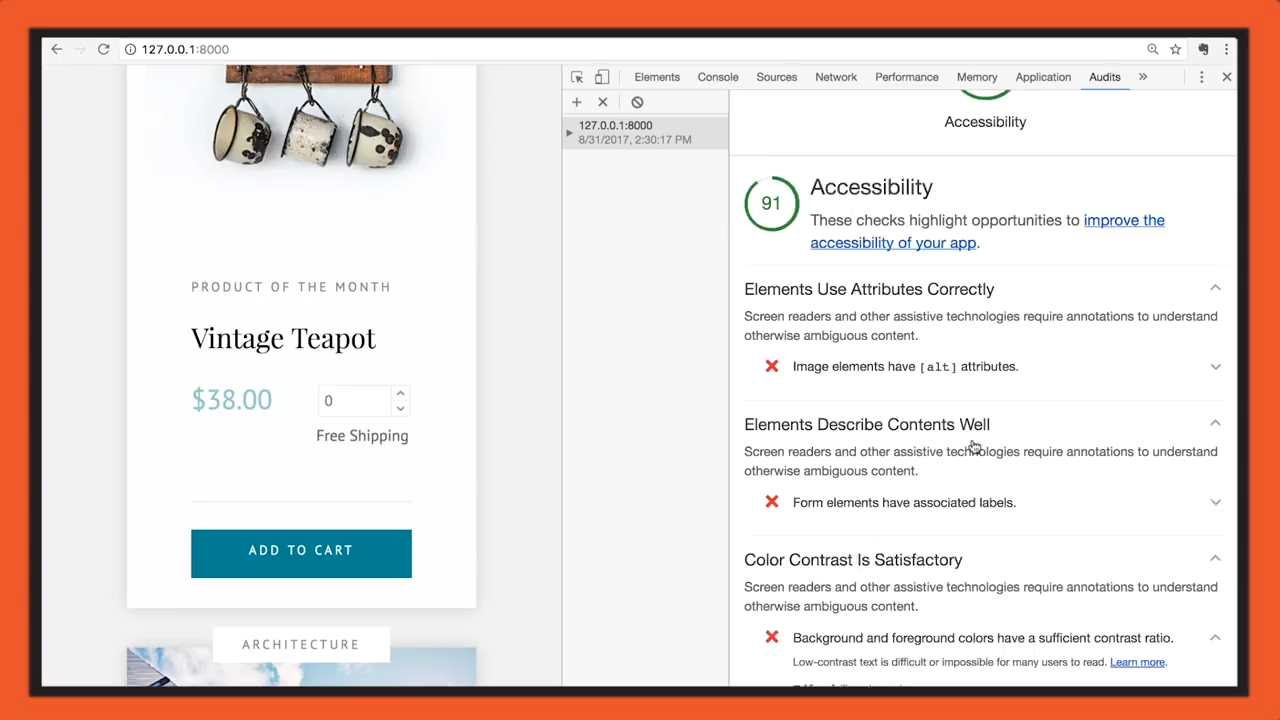 127.0.0.1:8000
Elements Console Sources Network Performance Memory Application Audits
127.0.0.1:8000
8/31/2017, 2:30:17 PM
Accessibility
91
Accessibility
These checks highlight opportunities to improve the
accessibility of your app.
Elements Use Attributes Correctly
Screen readers and other assistive technologies require annotations to understand
otherwise ambiguous content.
Image elements have [alt] attributes.
Elements Describe Contents Well
Screen readers and other assistive technologies require annotations to understand
otherwise ambiguous content.
Form elements have associated labels.
Color Contrast Is Satisfactory
Screen readers and other assistive technologies require annotations to understand
otherwise ambiguous content.
Background and foreground colors have a sufficient contrast ratio.
Low-contrast text is difficult or impossible for many users to read. Learn more.
PRODUCT OF THE MONTH
Vintage Teapot
$38.00
0
Free Shipping
ADD TO CART
ARCHITECTURE